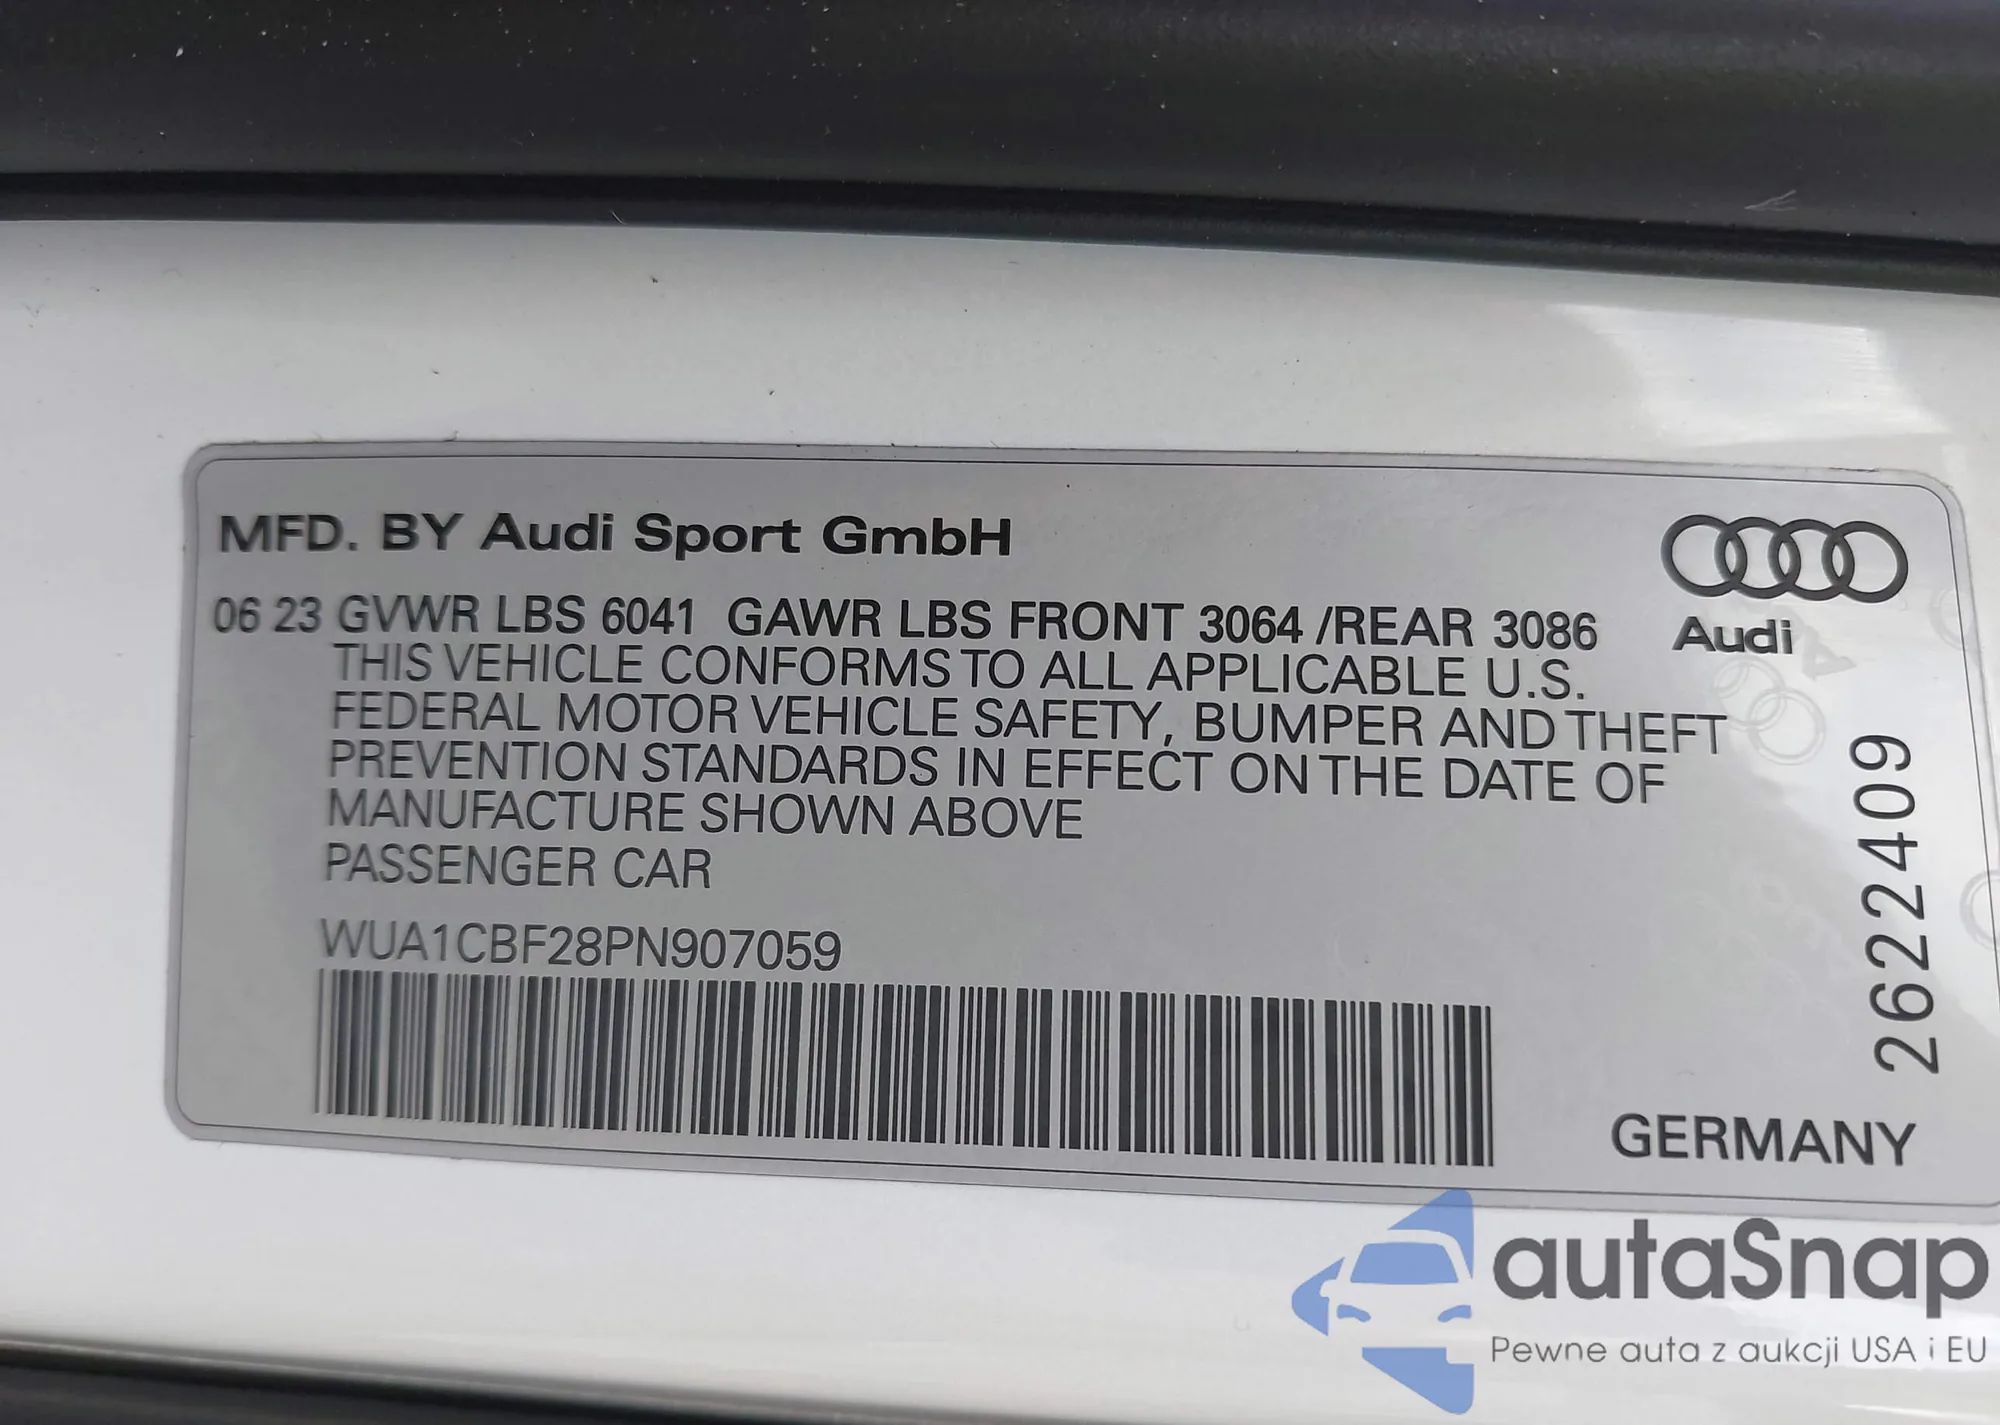 MFD. BY Audi Sport GmbH
06 23 GVWR LBS 6041 GAWR LBS FRONT 3064 /REAR 3086
THIS VEHICLE CONFORMS TO ALL APPLICABLE U.S.
FEDERAL MOTOR VEHICLE SAFETY, BUMPER AND THEFT
PREVENTION STANDARDS IN EFFECT ON THE DATE OF
MANUFACTURE SHOWN ABOVE
PASSENGER CAR
WUA1CBF28PN907059
Audi
2622409
GERMANY
autaSnap
Pewne auta z aukcji USA i EU